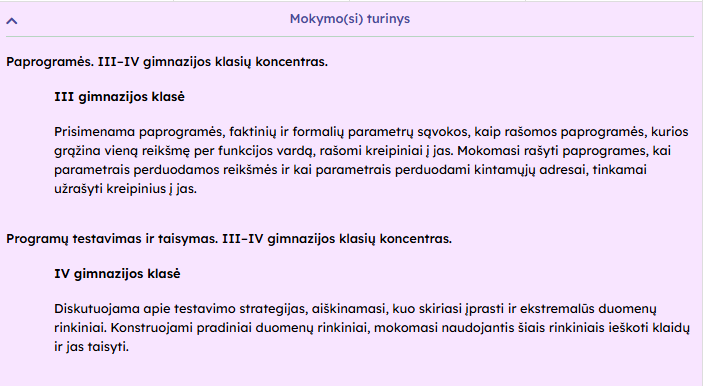 Mokymo(si) turinys
Paprogramės. III–IV gimnazijos klasių koncentras.
III gimnazijos klasė
Prisimenama paprogramės, faktinių ir formalių parametrų sąvokos, kaip rašomos paprogramės, kurios
grąžina vieną reikšmę per funkcijos vardą, rašomi kreipiniai į jas. Mokomasi rašyti paprogrames, kai
parametrais perduodamos reikšmės ir kai parametrais perduodami kintamųjų adresai, tinkamai
užrašyti kreipinius į jas.
Programų testavimas ir taisymas. III–IV gimnazijos klasių koncentras.
IV gimnazijos klasė
Diskutuojama apie testavimo strategijas, aiškinamasi, kuo skiriasi įprasti ir ekstremalūs duomenų
rinkiniai. Konstruojami pradiniai duomenų rinkiniai, mokomasi naudojantis šiais rinkiniais ieškoti klaidų
ir jas taisyti.